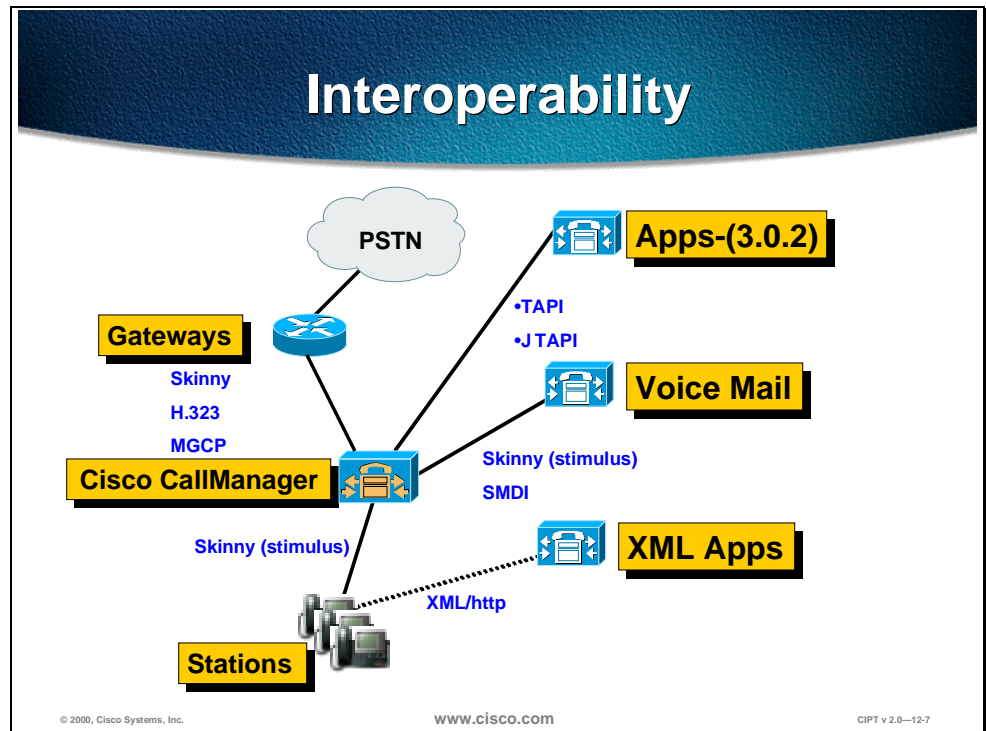 Interoperability
PSTN
Apps-(3.0.2)
•TAPI
•J TAPI
Gateways
Skinny
H.323
MGCP
Voice Mail
Cisco CallManager
Skinny (stimulus)
SMDI
Skinny (stimulus)
XML Apps
XML/http
Stations
© 2000, Cisco Systems, Inc.
www.cisco.com
CIPT v 2.0—12-7